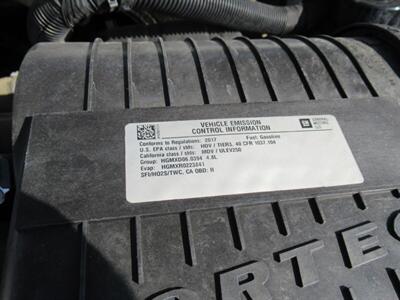 VEHICLE EMISSION
CONTROL INFORMATION
GM
GENERAL
MOTORS
LLC
Conforms to Regulations: 2017 Fuel: Gasoline
U.S. EPA class / stds: HDV / TIER3, 40 CFR 1037.104
California class / stds: MDV / ULEV250
Group: HGMXD06.0394 4.8L
Evap: HGMXR0223841
SFI/HO2S/TWC, CA OBD: II
ORTEC